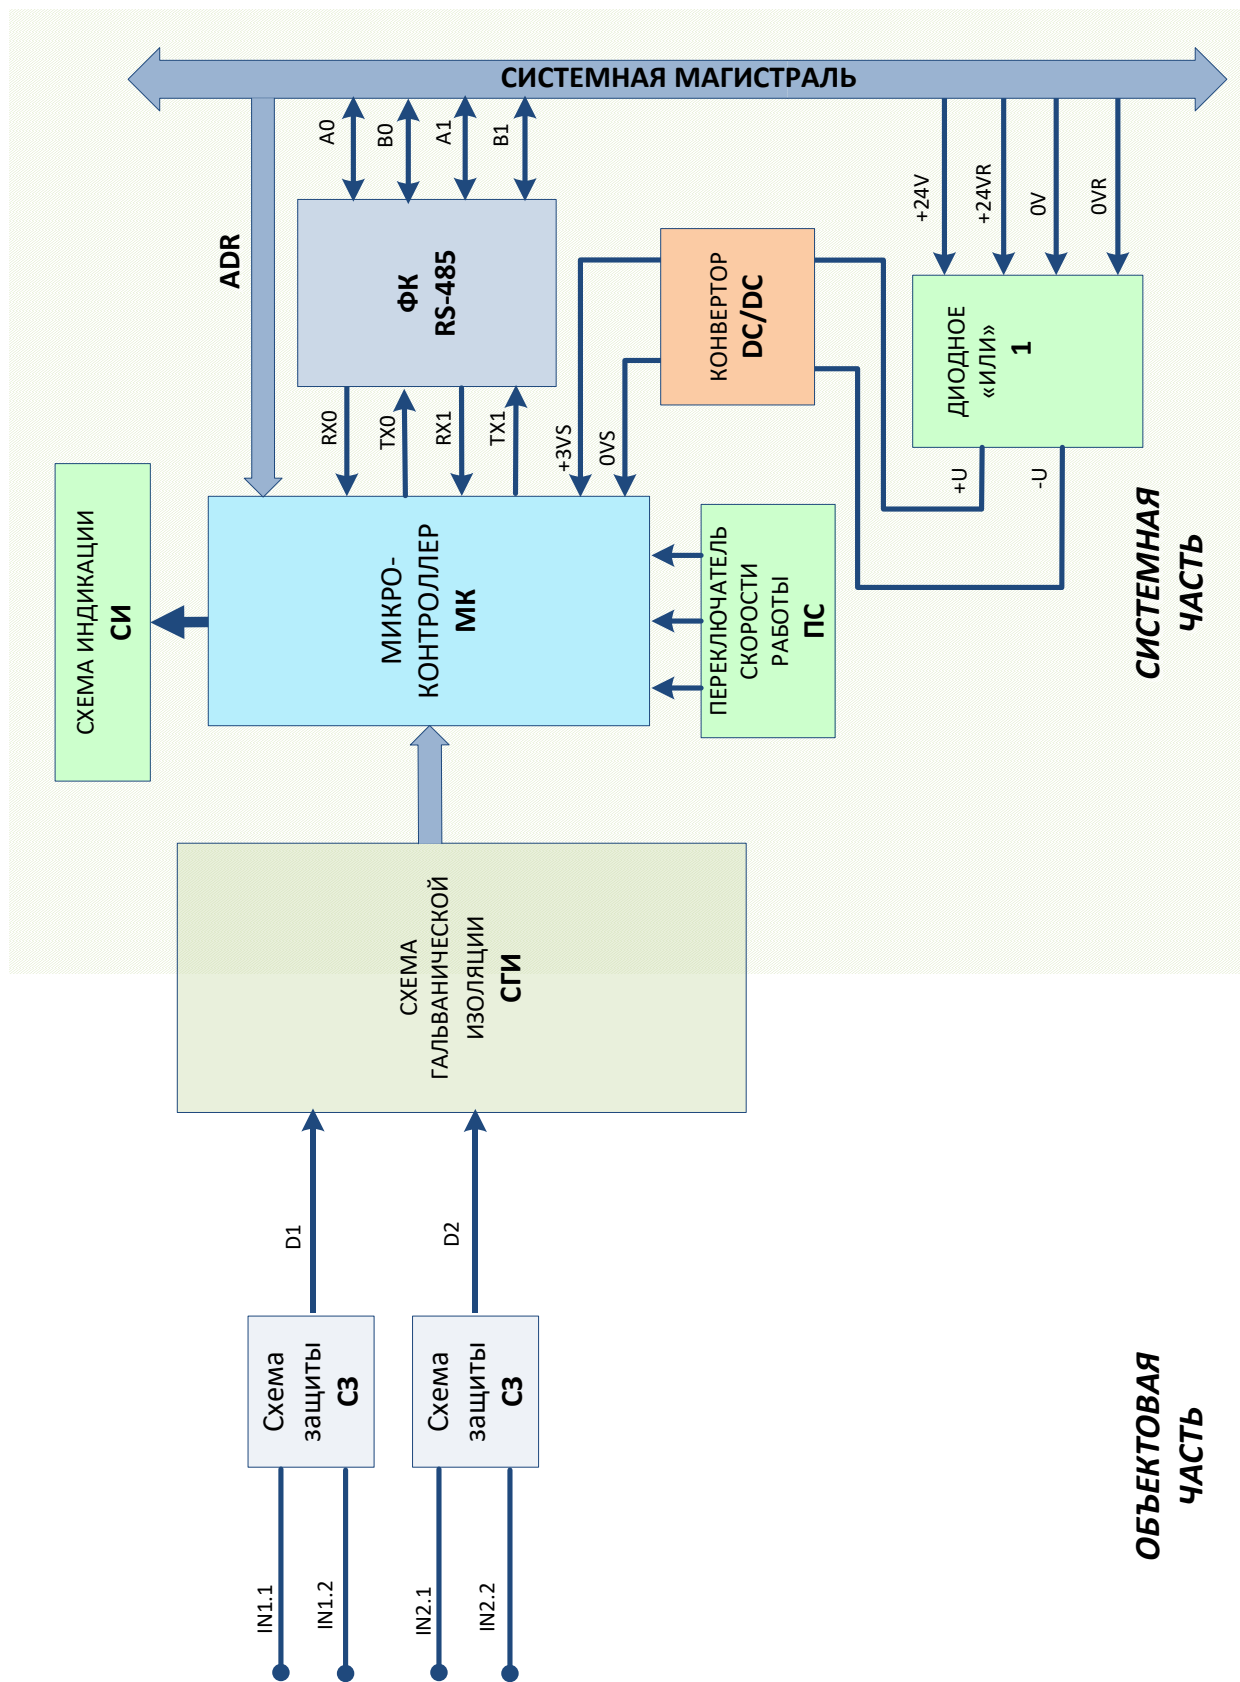 СИСТЕМНАЯ МАГИСТРАЛЬ
ADR
A0
B0
A1
B1
+24V
+24VR
0V
0VR
ФК
RS-485
КОНВЕРТОР
DC/DC
ДИОДНОЕ
«ИЛИ»
1
RX0
TX0
RX1
TX1
+3VS
0VS
+U
-U
СХЕМА ИНДИКАЦИИ
СИ
МИКРО-
КОНТРОЛЛЕР
МК
ПЕРЕКЛЮЧАТЕЛЬ
СКОРОСТИ
РАБОТЫ
ПС
СИСТЕМНАЯ
ЧАСТЬ
СХЕМА
ГАЛЬВАНИЧЕСКОЙ
ИЗОЛЯЦИИ
СГИ
D1
D2
Схема
защиты
СЗ
Схема
защиты
СЗ
IN1.1
IN1.2
IN2.1
IN2.2
ОБЪЕКТОВАЯ
ЧАСТЬ